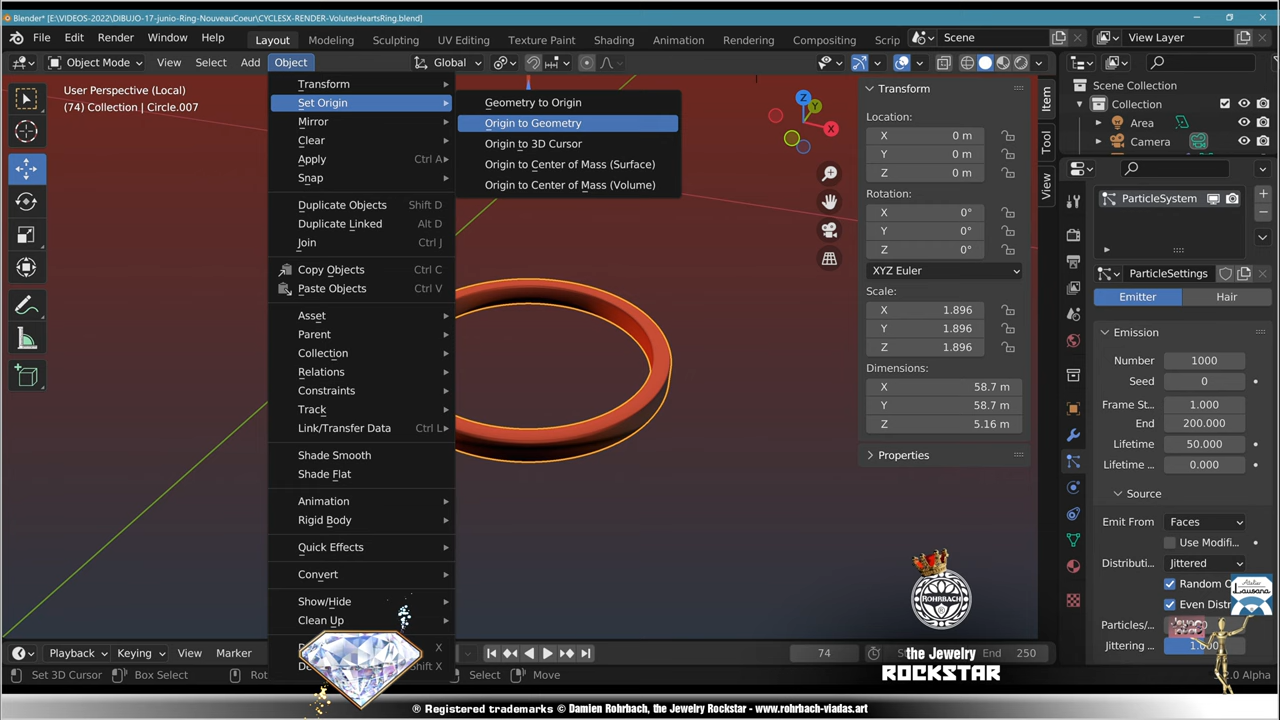 Blender* [E:\VIDEOS-2022\DIBUJO-17-junio-Ring-NouveauCoeur\CYCLESX-RENDER-VolutesHeartsRing.blend]
File Edit Render Window Help
Layout Modeling Sculpting UV Editing Texture Paint Shading Animation Rendering Compositing Scrip
Scene
View Layer
Object Mode View Select Add Object
Global
User Perspective (Local)
(74) Collection | Circle.007
Transform
Set Origin
Mirror
Clear
Apply Ctrl A
Snap
Duplicate Objects Shift D
Duplicate Linked Alt D
Join Ctrl J
Copy Objects Ctrl C
Paste Objects Ctrl V
Asset
Parent
Collection
Relations
Constraints
Track
Link/Transfer Data Ctrl L
Shade Smooth
Shade Flat
Animation
Rigid Body
Quick Effects
Convert
Show/Hide
Clean Up
X
Shift X
Geometry to Origin
Origin to Geometry
Origin to 3D Cursor
Origin to Center of Mass (Surface)
Origin to Center of Mass (Volume)
Z
Y
X
Transform
Location:
X 0 m
Y 0 m
Z 0 m
Rotation:
X 0°
Y 0°
Z 0°
XYZ Euler
Scale:
X 1.896
Y 1.896
Z 1.896
Dimensions:
X 58.7 m
Y 58.7 m
Z 5.16 m
Properties
Item
Tool
View
Scene Collection
Collection
Area
Camera
ParticleSystem
ParticleSettings
Emitter Hair
Emission
Number 1000
Seed 0
Frame St... 1.000
End 200.000
Lifetime 50.000
Lifetime ... 0.000
Source
Emit From Faces
Use Modifi...
Distributi... Jittered
Random O
Even Distr
Particles/...
Jittering ...
Atelier
Lausana
ROHRBACH
the Jewelry
ROCKSTAR
Playback Keying View Marker
74
End 250
Set 3D Cursor Box Select Select Move
.0 Alpha
® Registered trademarks © Damien Rohrbach, the Jewelry Rockstar - www.rohrbach-viadas.art